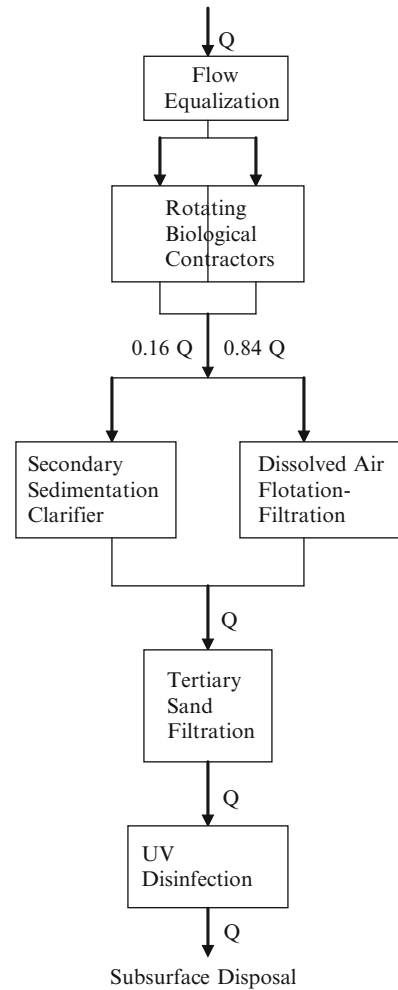 Q
Flow
Equalization
Rotating
Biological
Contractors
0.16 Q 0.84 Q
Secondary
Sedimentation
Clarifier
Dissolved Air
Flotation-
Filtration
Q
Tertiary
Sand
Filtration
Q
UV
Disinfection
Q
Subsurface Disposal